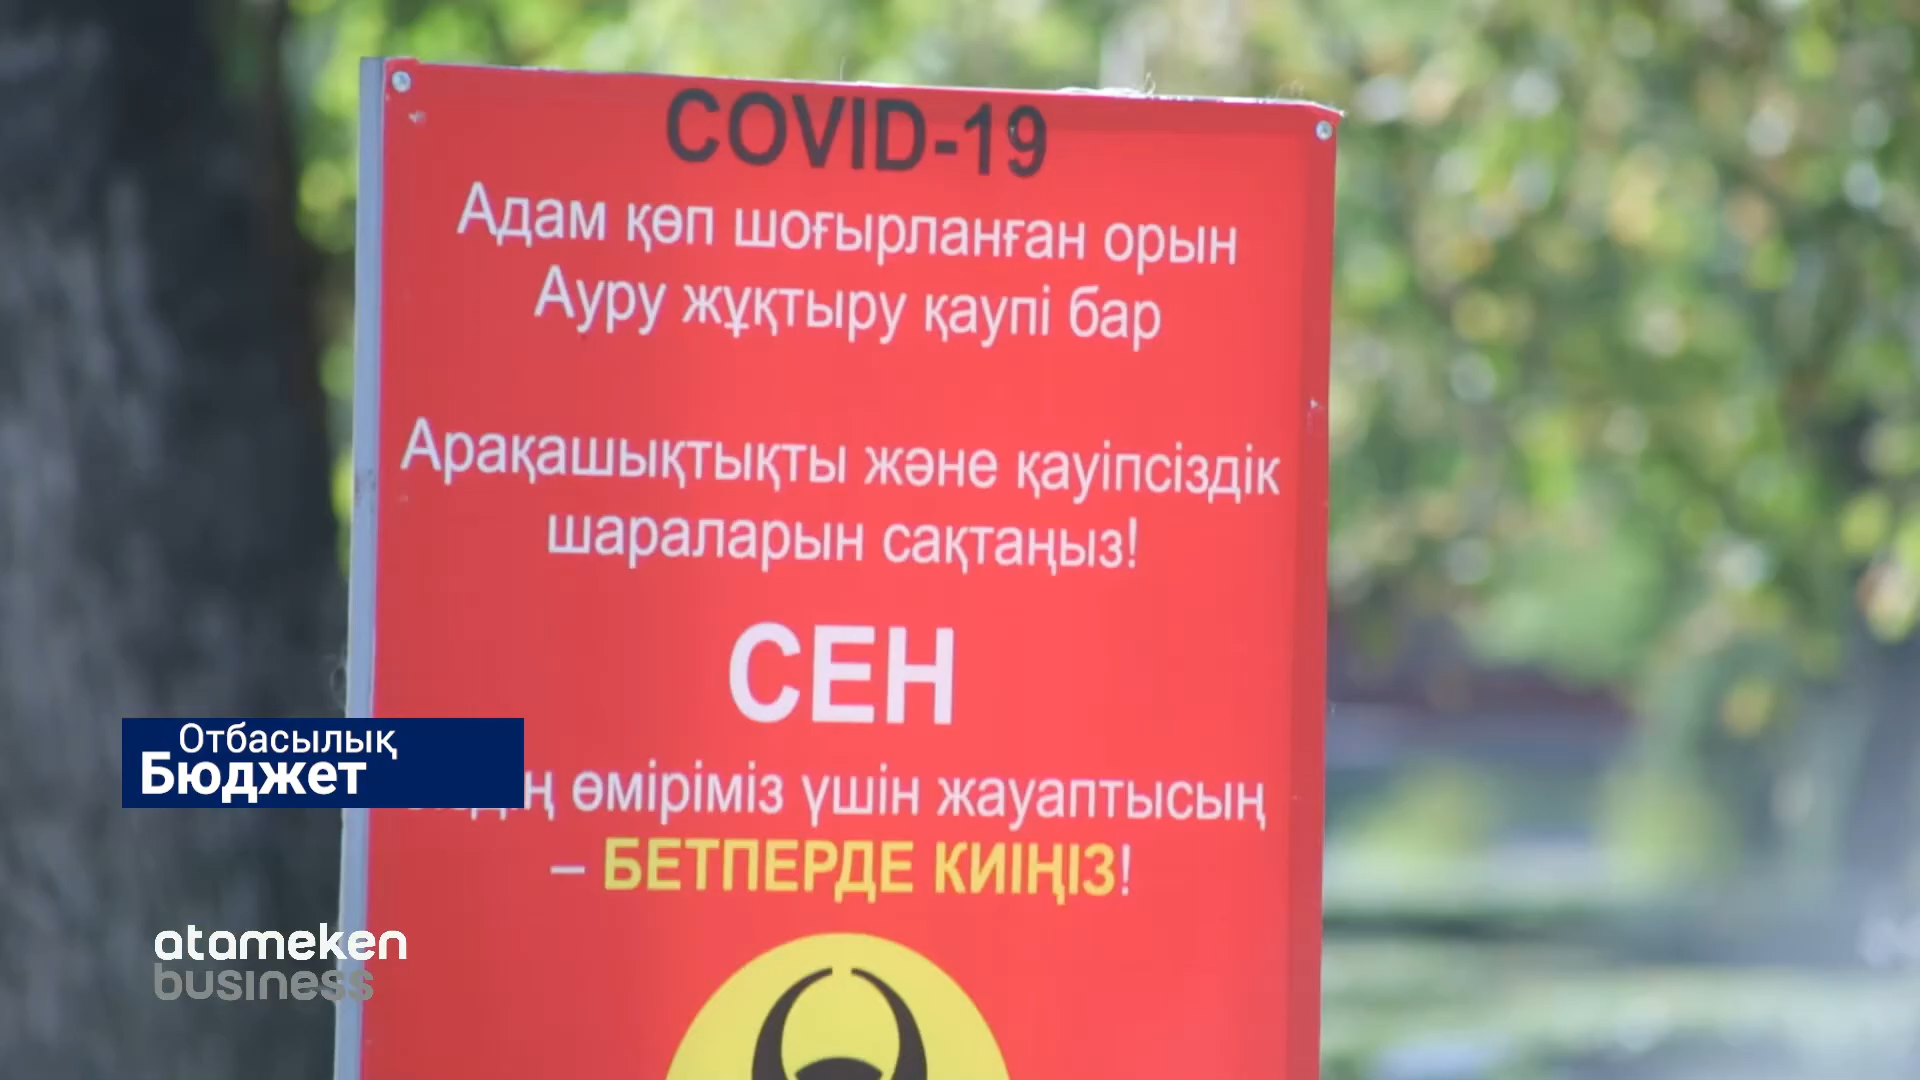 COVID-19
Адам көп шоғырланған орын
Ауру жұқтыру қаупі бар
Арақашықтықты және қауіпсіздік
шараларын сақтаңыз!
СЕН
өміріміз үшін жауаптысың
– БЕТПЕРДЕ КИІҢІЗ!
Отбасылық
Бюджет
atameken
business